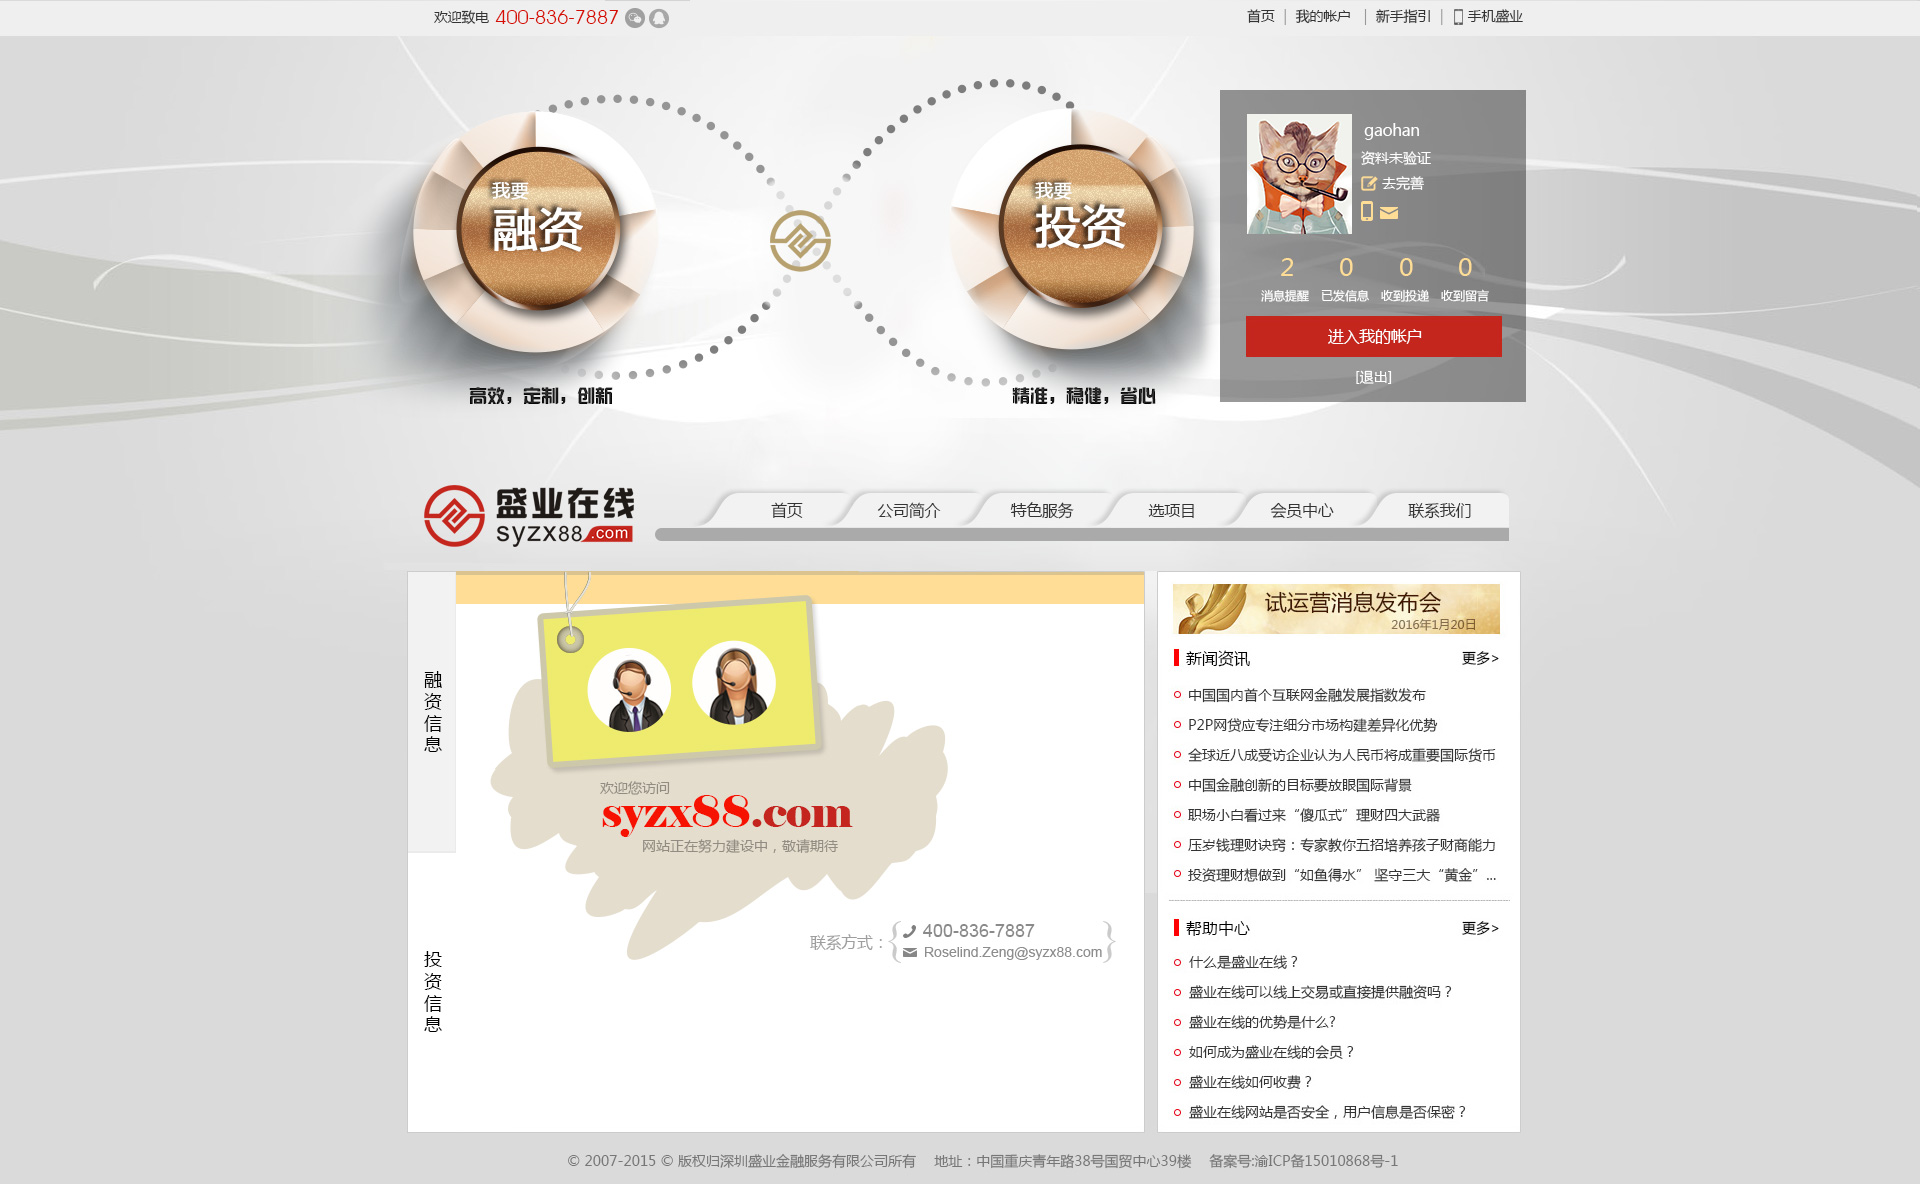 欢迎致电 400-836-7887
首页 | 我的帐户 | 新手指引 | 手机盛业
我要
融资
高效，定制，创新
我要
投资
精准，稳健，省心
gaohan
资料未验证
去完善
2 0 0 0
消息提醒 已发信息 收到投递 收到留言
进入我的帐户
[退出]
盛业在线
syzx88.com
首页 公司简介 特色服务 选项目 会员中心 联系我们
融资信息
投资信息
欢迎您访问
syzx88.com
网站正在努力建设中，敬请期待
联系方式：
400-836-7887
Roselind.Zeng@syzx88.com
试运营消息发布会
2016年1月20日
新闻资讯 更多>
中国国内首个互联网金融发展指数发布
P2P网贷应专注细分市场构建差异化优势
全球近八成受访企业认为人民币将成重要国际货币
中国金融创新的目标要放眼国际背景
职场小白看过来“傻瓜式”理财四大武器
压岁钱理财诀窍：专家教你五招培养孩子财商能力
投资理财想做到“如鱼得水” 坚守三大“黄金”...
帮助中心 更多>
什么是盛业在线？
盛业在线可以线上交易或直接提供融资吗？
盛业在线的优势是什么?
如何成为盛业在线的会员？
盛业在线如何收费？
盛业在线网站是否安全，用户信息是否保密？
© 2007-2015 © 版权归深圳盛业金融服务有限公司所有 地址：中国重庆青年路38号国贸中心39楼 备案号:渝ICP备15010868号-1